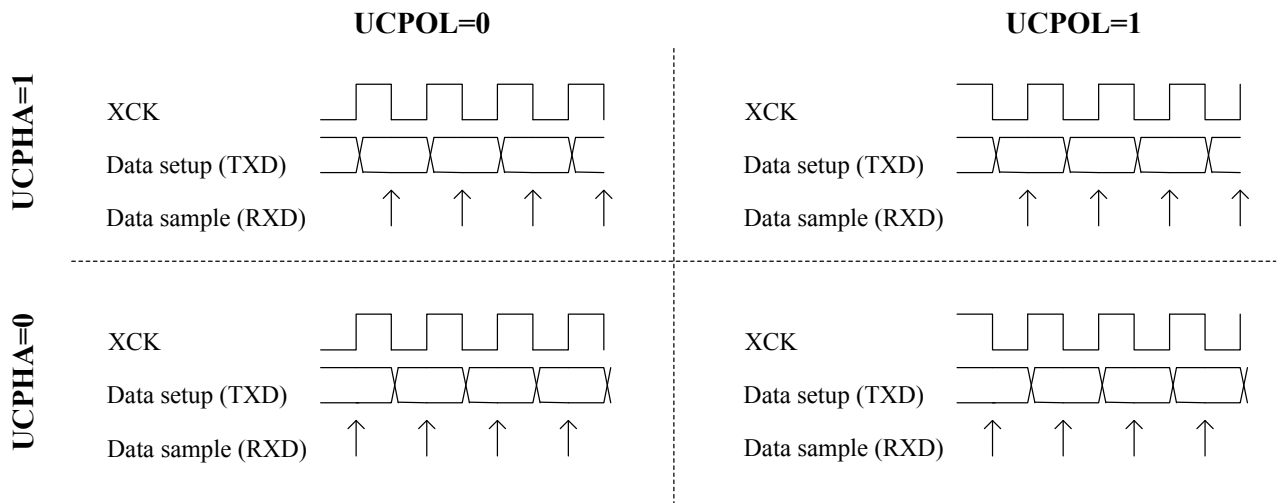 UCPOL=0
UCPOL=1
UCPHA=1
XCK
Data setup (TXD)
Data sample (RXD)
XCK
Data setup (TXD)
Data sample (RXD)
UCPHA=0
XCK
Data setup (TXD)
Data sample (RXD)
XCK
Data setup (TXD)
Data sample (RXD)